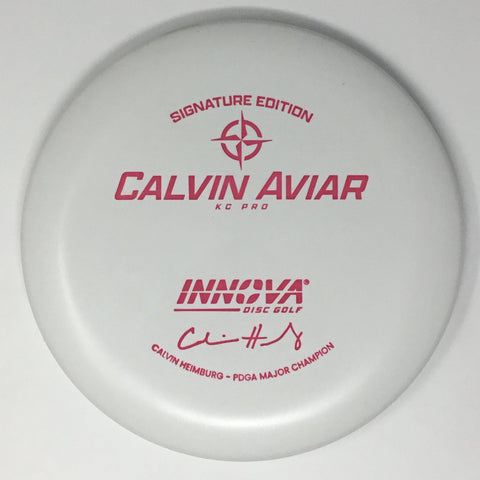 SIGNATURE EDITION
CALVIN AVIAR
KC PRO
INNOVA®
DISC GOLF
CALVIN HEIMBURG – PDGA MAJOR CHAMPION